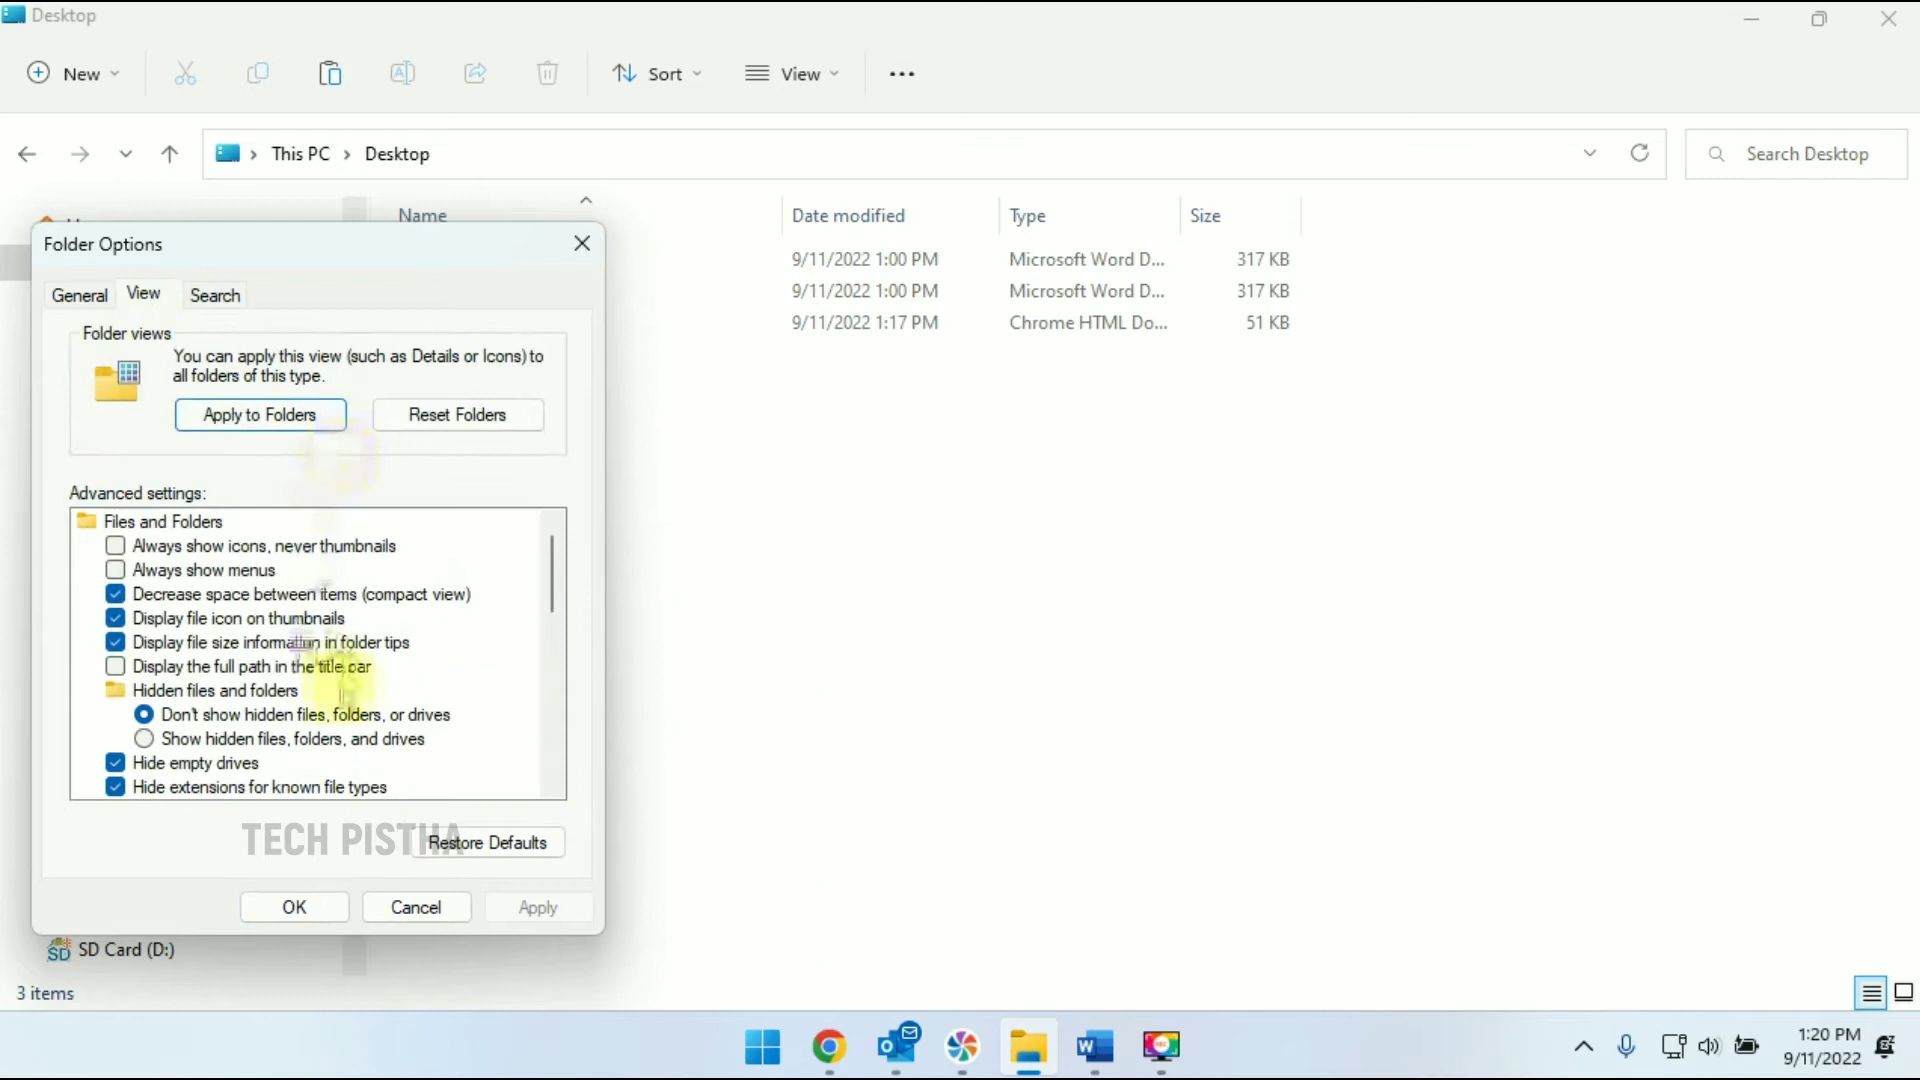 Desktop
New
Sort
View
This PC
Desktop
Search Desktop
Name
Date modified
Type
Size
9/11/2022 1:00 PM
Microsoft Word D...
317 KB
9/11/2022 1:00 PM
Microsoft Word D...
317 KB
9/11/2022 1:17 PM
Chrome HTML Do...
51 KB
Folder Options
General
View
Search
Folder views
You can apply this view (such as Details or Icons) to
all folders of this type.
Apply to Folders
Reset Folders
Advanced settings:
Files and Folders
Always show icons, never thumbnails
Always show menus
Decrease space between items (compact view)
Display file icon on thumbnails
Display file size information in folder tips
Display the full path in the title bar
Hidden files and folders
Don't show hidden files, folders, or drives
Show hidden files, folders, and drives
Hide empty drives
Hide extensions for known file types
TECH PISTHA
Restore Defaults
OK
Cancel
Apply
SD Card (D:)
3 items
1:20 PM
9/11/2022